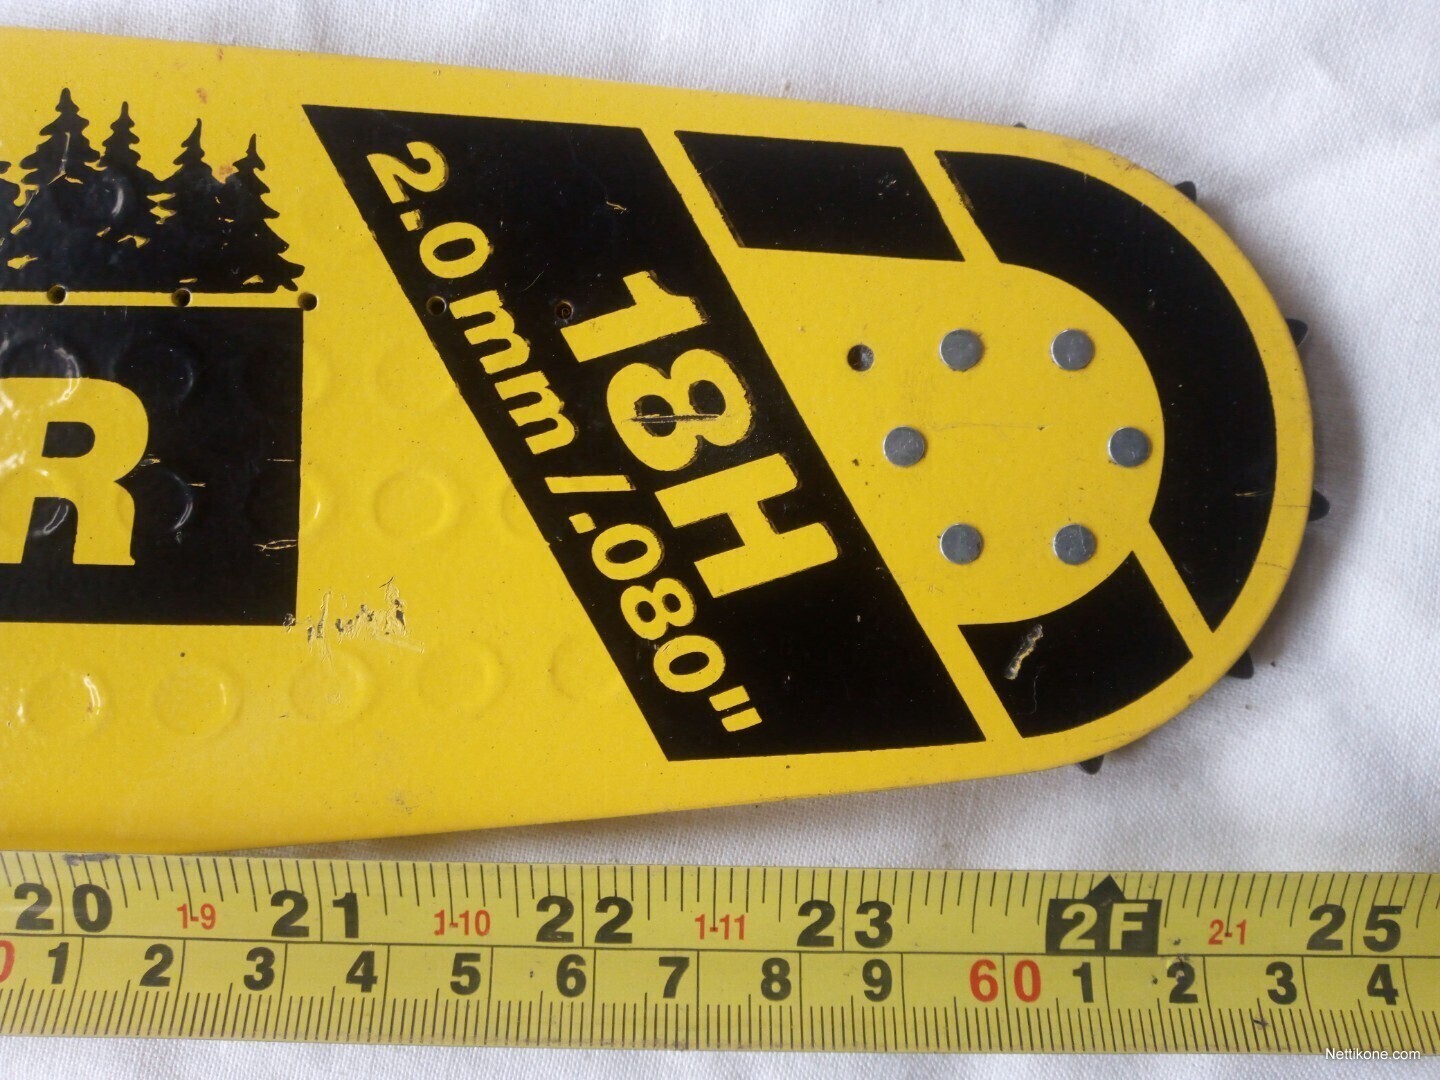 R
2.0mm/.080"
18H
20 1-9 21 1-10 22 1-11 23 2F 2-1 25
0 1 2 3 4 5 6 7 8 9 60 1 2 3 4
Nettikone.com